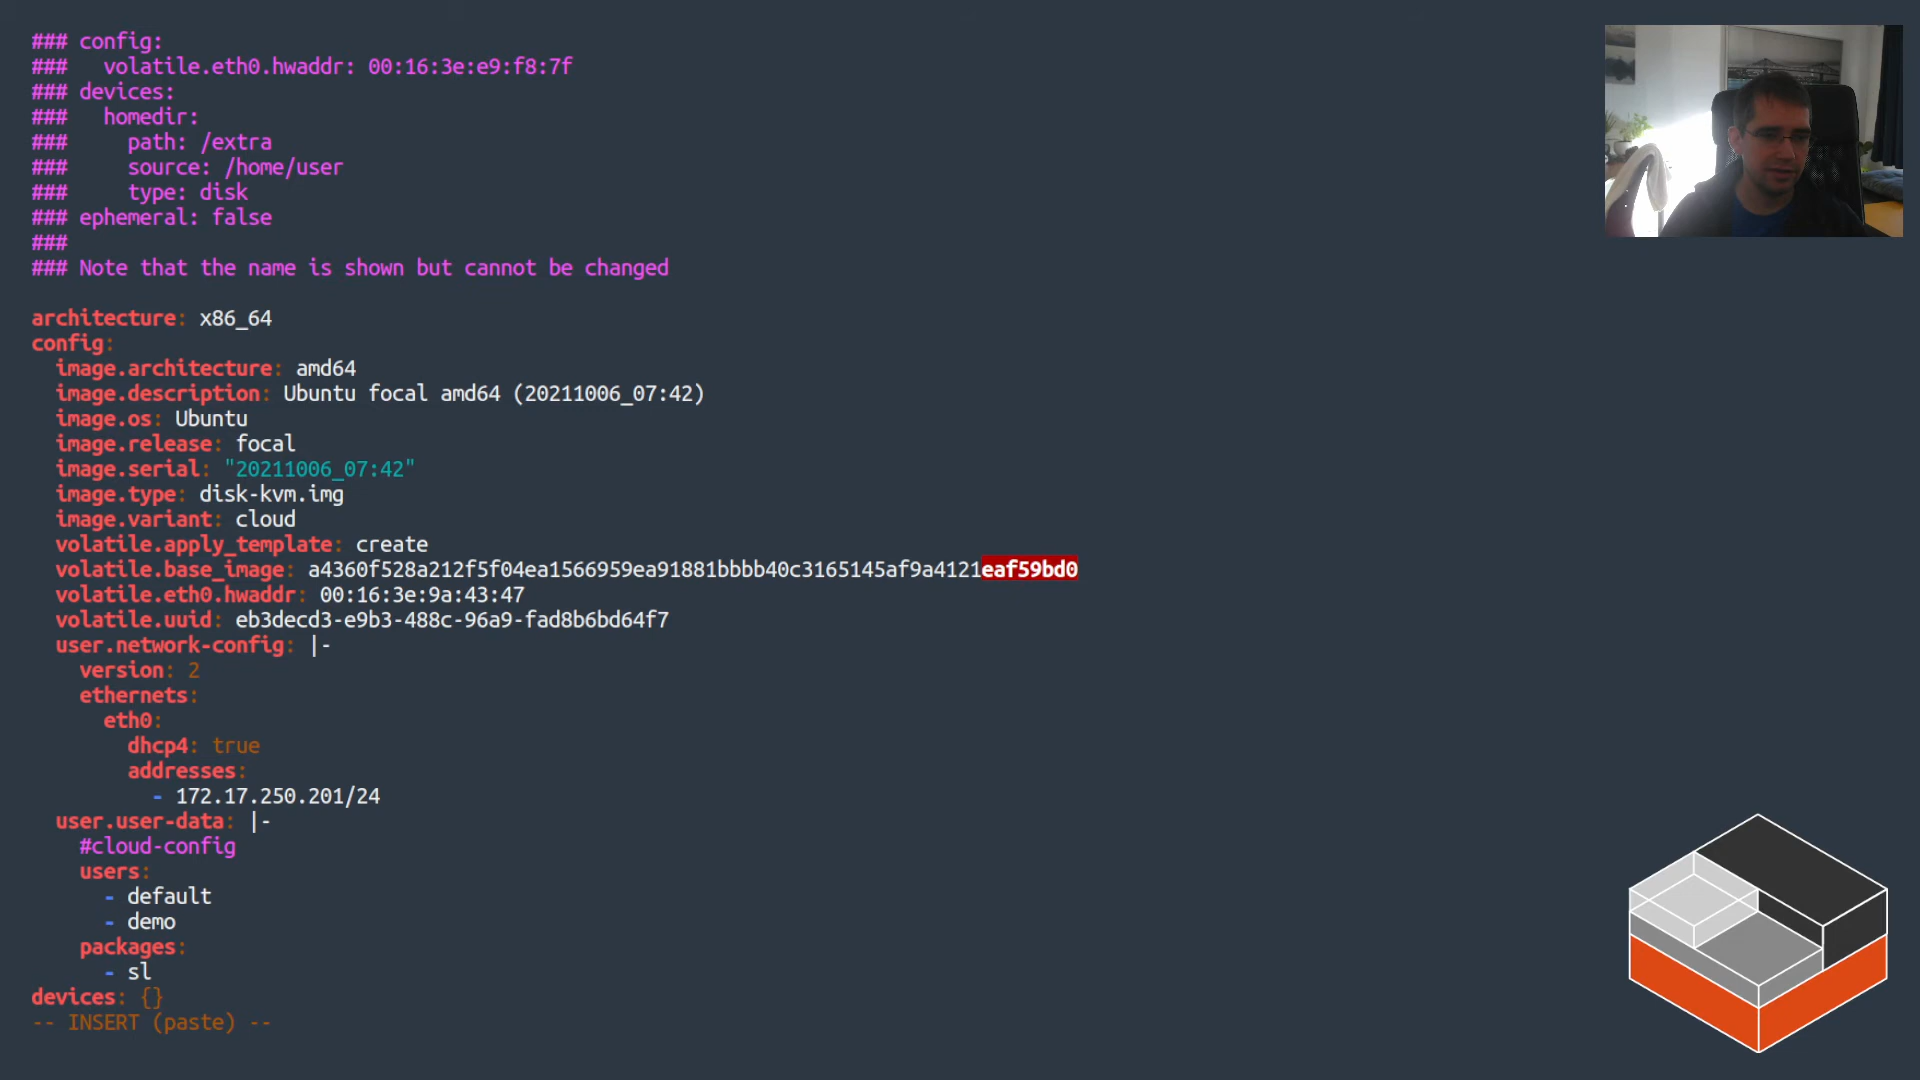 ### config:
###   volatile.eth0.hwaddr: 00:16:3e:e9:f8:7f
### devices:
###   homedir:
###     path: /extra
###     source: /home/user
###     type: disk
### ephemeral: false
###
### Note that the name is shown but cannot be changed
architecture: x86_64
config:
  image.architecture: amd64
  image.description: Ubuntu focal amd64 (20211006_07:42)
  image.os: Ubuntu
  image.release: focal
  image.serial: "20211006_07:42"
  image.type: disk-kvm.img
  image.variant: cloud
  volatile.apply_template: create
  volatile.base_image: a4360f528a212f5f04ea1566959ea91881bbbb40c3165145af9a4121eaf59bd0
  volatile.eth0.hwaddr: 00:16:3e:9a:43:47
  volatile.uuid: eb3decd3-e9b3-488c-96a9-fad8b6bd64f7
  user.network-config: |-
    version: 2
    ethernets:
      eth0:
        dhcp4: true
        addresses:
          - 172.17.250.201/24
  user.user-data: |-
    #cloud-config
    users:
      - default
      - demo
    packages:
      - sl
devices: {}
-- INSERT (paste) --